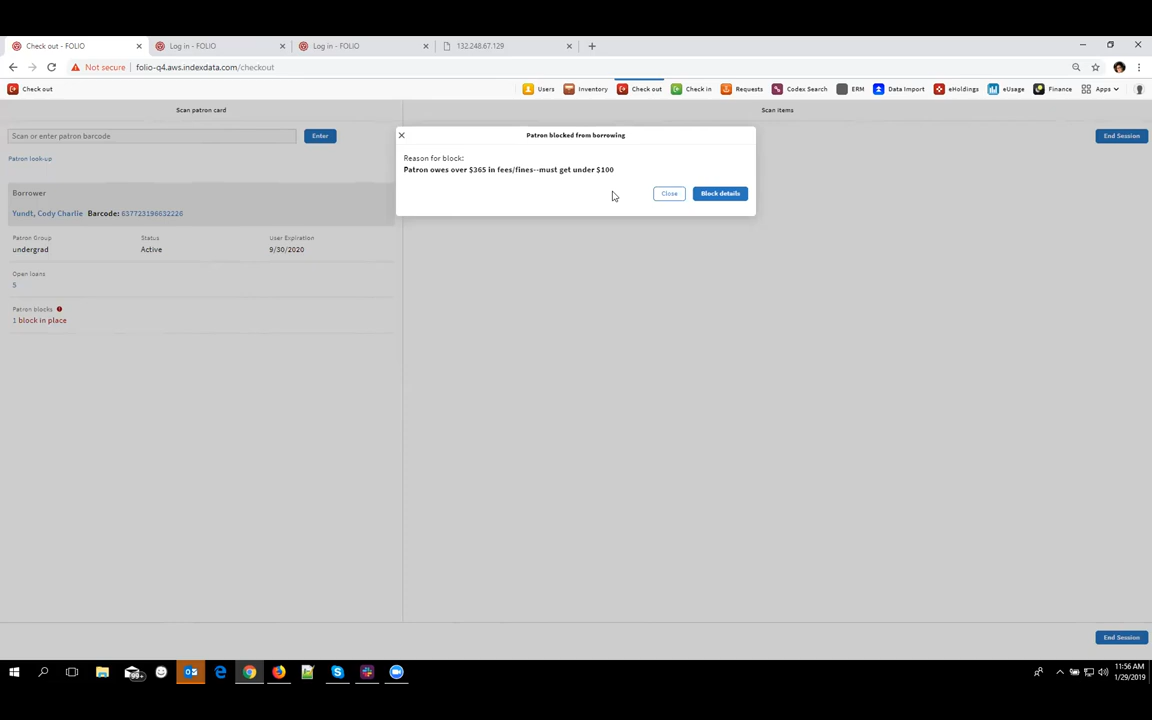 Check out - FOLIO
Log in - FOLIO
Log in - FOLIO
132.248.67.129
Not secure
folio-q4.aws.indexdata.com/checkout
Check out
Users
Inventory
Check out
Check in
Requests
Codex Search
ERM
Data Import
eHoldings
eUsage
Finance
Apps
Scan patron card
Scan items
Scan or enter patron barcode
Enter
End Session
Patron look-up
Patron blocked from borrowing
Reason for block:
Patron owes over $365 in fees/fines--must get under $100
Close
Block details
Borrower
Yundt, Cody Charlie Barcode: 637723196632226
Patron Group
Status
User Expiration
undergrad
Active
9/30/2020
Open loans
5
Patron blocks
1 block in place
End Session
99+
11:56 AM
1/29/2019